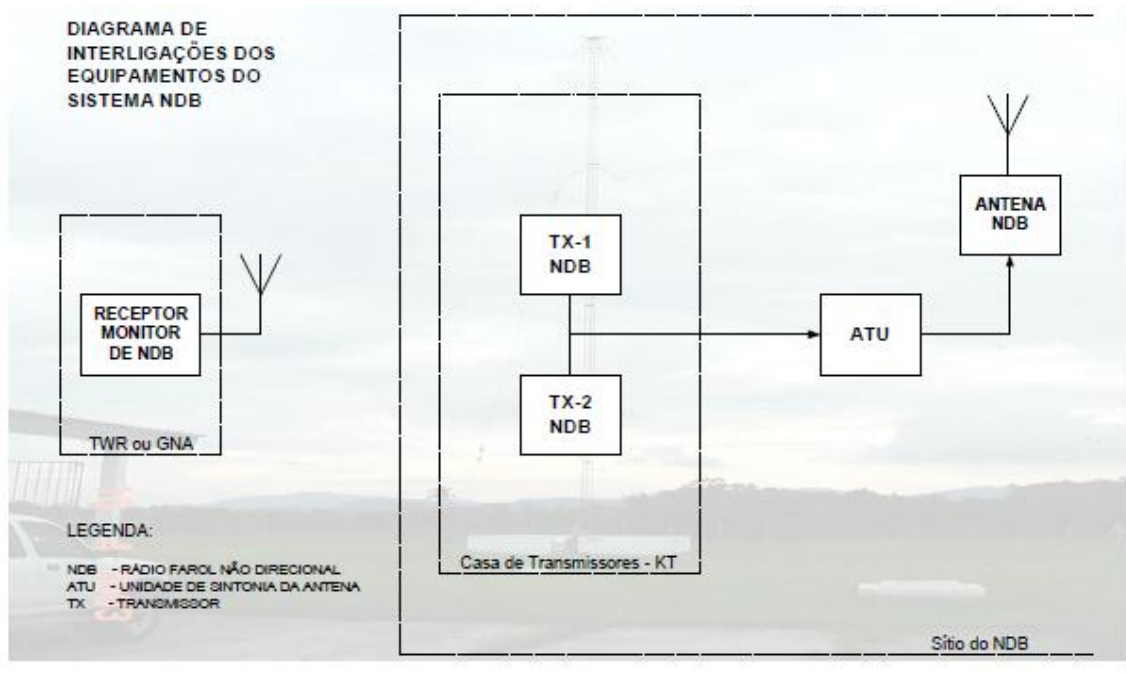 DIAGRAMA DE
INTERLIGAÇÕES DOS
EQUIPAMENTOS DO
SISTEMA NDB
ANTENA
NDB
TX-1
NDB
RECEPTOR
MONITOR
DE NDB
ATU
TX-2
NDB
TWR ou GNA
LEGENDA:
NDB - RÁDIO FAROL NÃO DIRECIONAL
ATU - UNIDADE DE SINTONIA DA ANTENA
TX - TRANSMISSOR
Casa de Transmissores - KT
Sítio do NDB